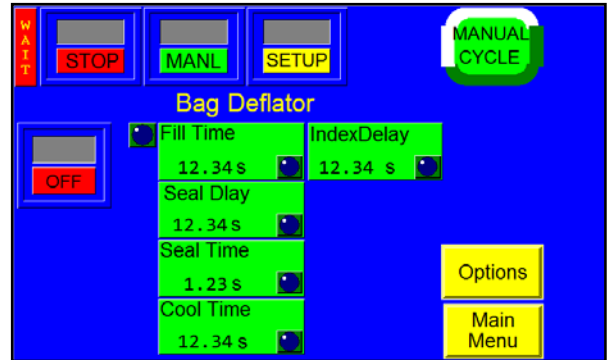 WAIT
STOP
MANL
SETUP
MANUAL
CYCLE
Bag Deflator
OFF
Fill Time
12.34 s
IndexDelay
12.34 s
Seal Dlay
12.34 s
Seal Time
1.23 s
Cool Time
12.34 s
Options
Main
Menu